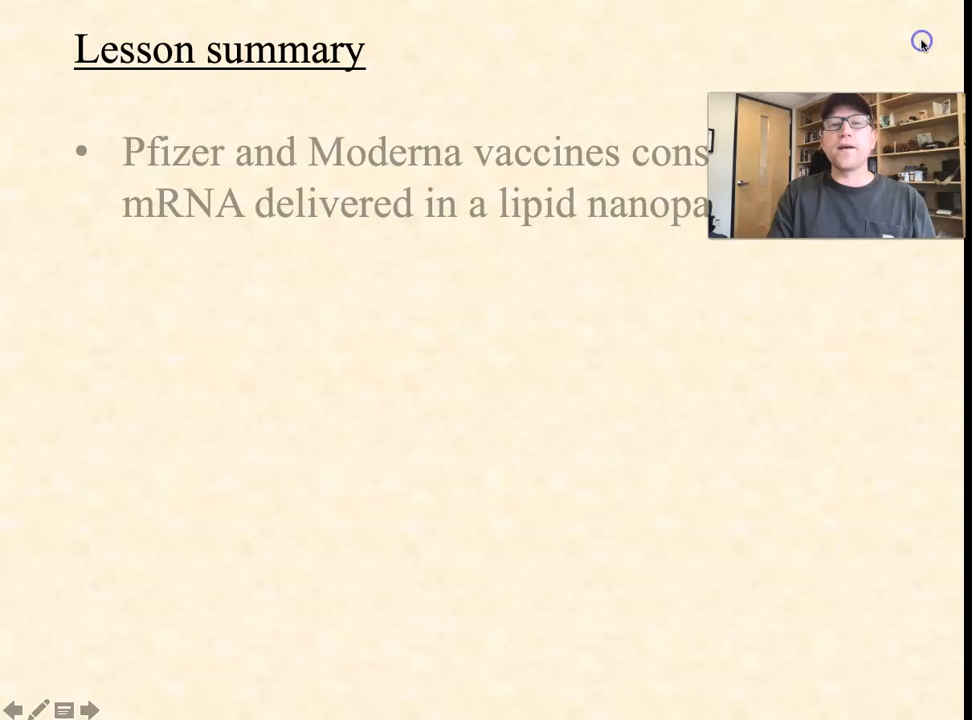 Lesson summary
• Pfizer and Moderna vaccines cons
mRNA delivered in a lipid nanopa